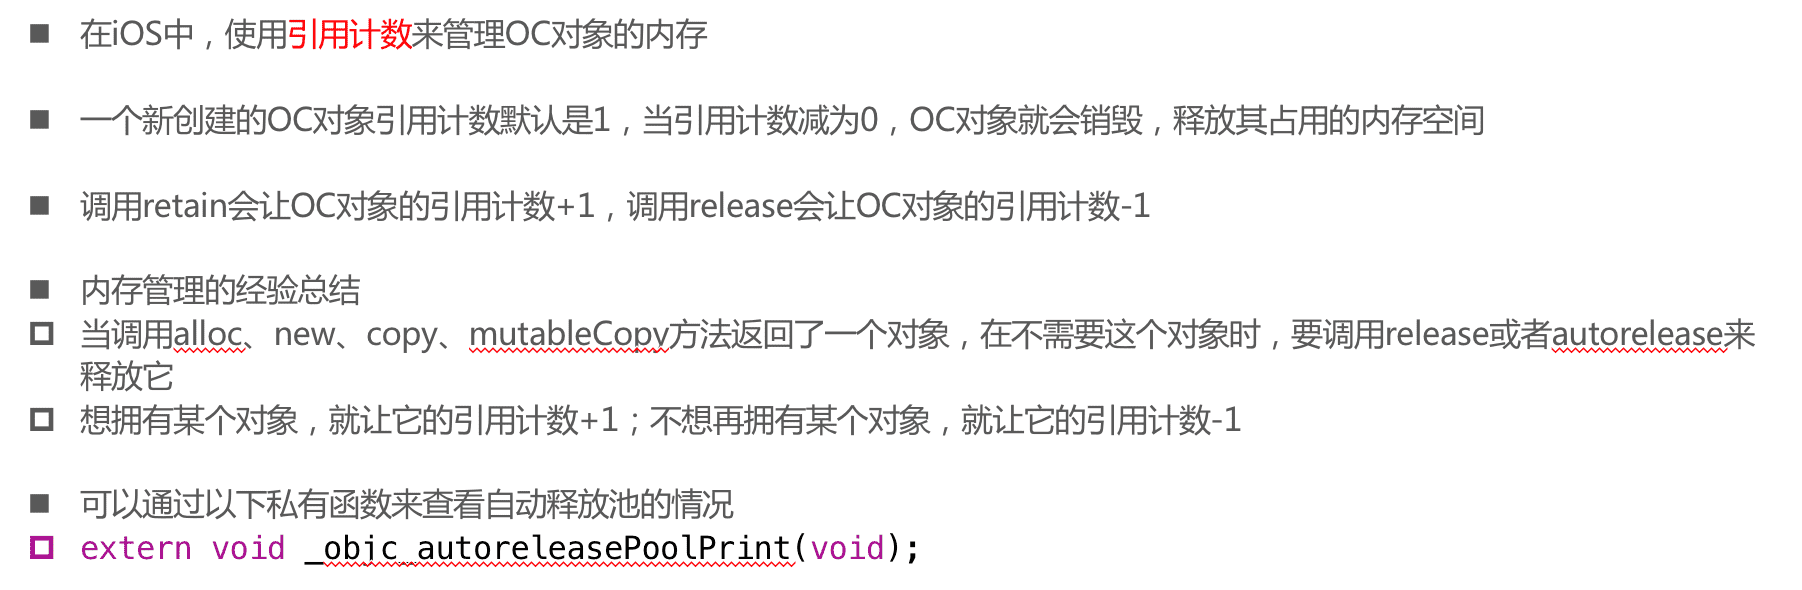 在iOS中，使用引用计数来管理OC对象的内存
一个新创建的OC对象引用计数默认是1，当引用计数减为0，OC对象就会销毁，释放其占用的内存空间
调用retain会让OC对象的引用计数+1，调用release会让OC对象的引用计数-1
内存管理的经验总结
当调用alloc、new、copy、mutableCopy方法返回了一个对象，在不需要这个对象时，要调用release或者autorelease来
释放它
想拥有某个对象，就让它的引用计数+1；不想再拥有某个对象，就让它的引用计数-1
可以通过以下私有函数来查看自动释放池的情况
extern void _objc_autoreleasePoolPrint(void);